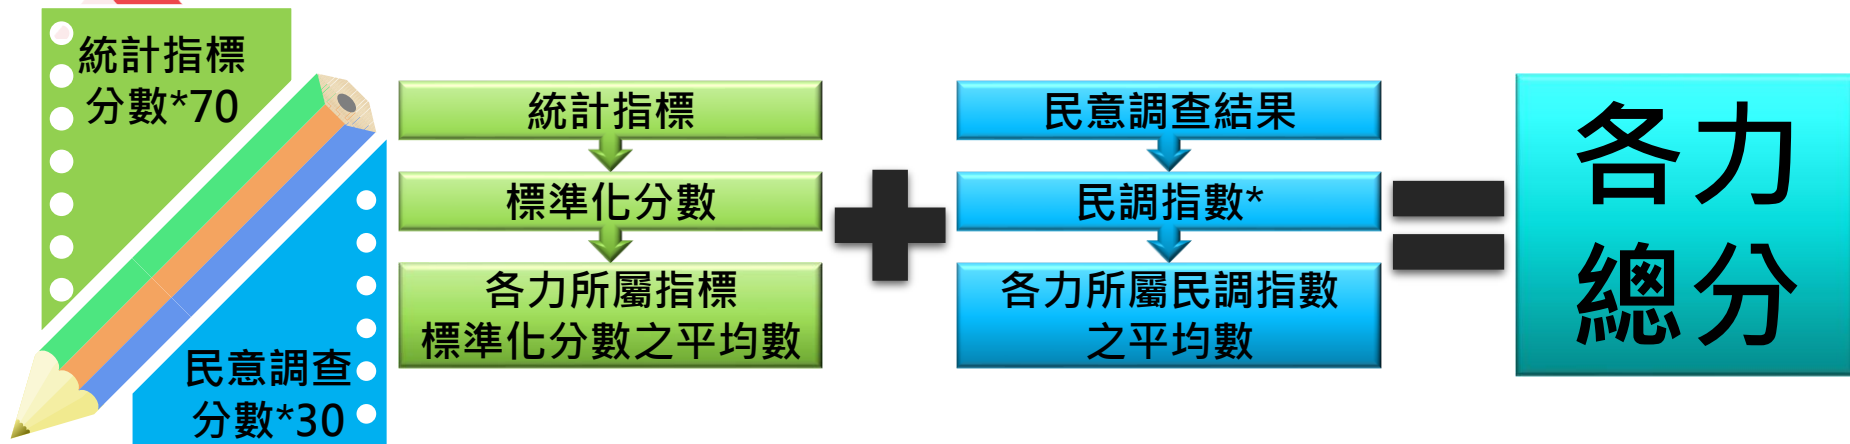 統計指標
分數*70
民意調查
分數*30
統計指標
標準化分數
各力所屬指標
標準化分數之平均數
民意調查結果
民調指數*
各力所屬民調指數
之平均數
各力
總分